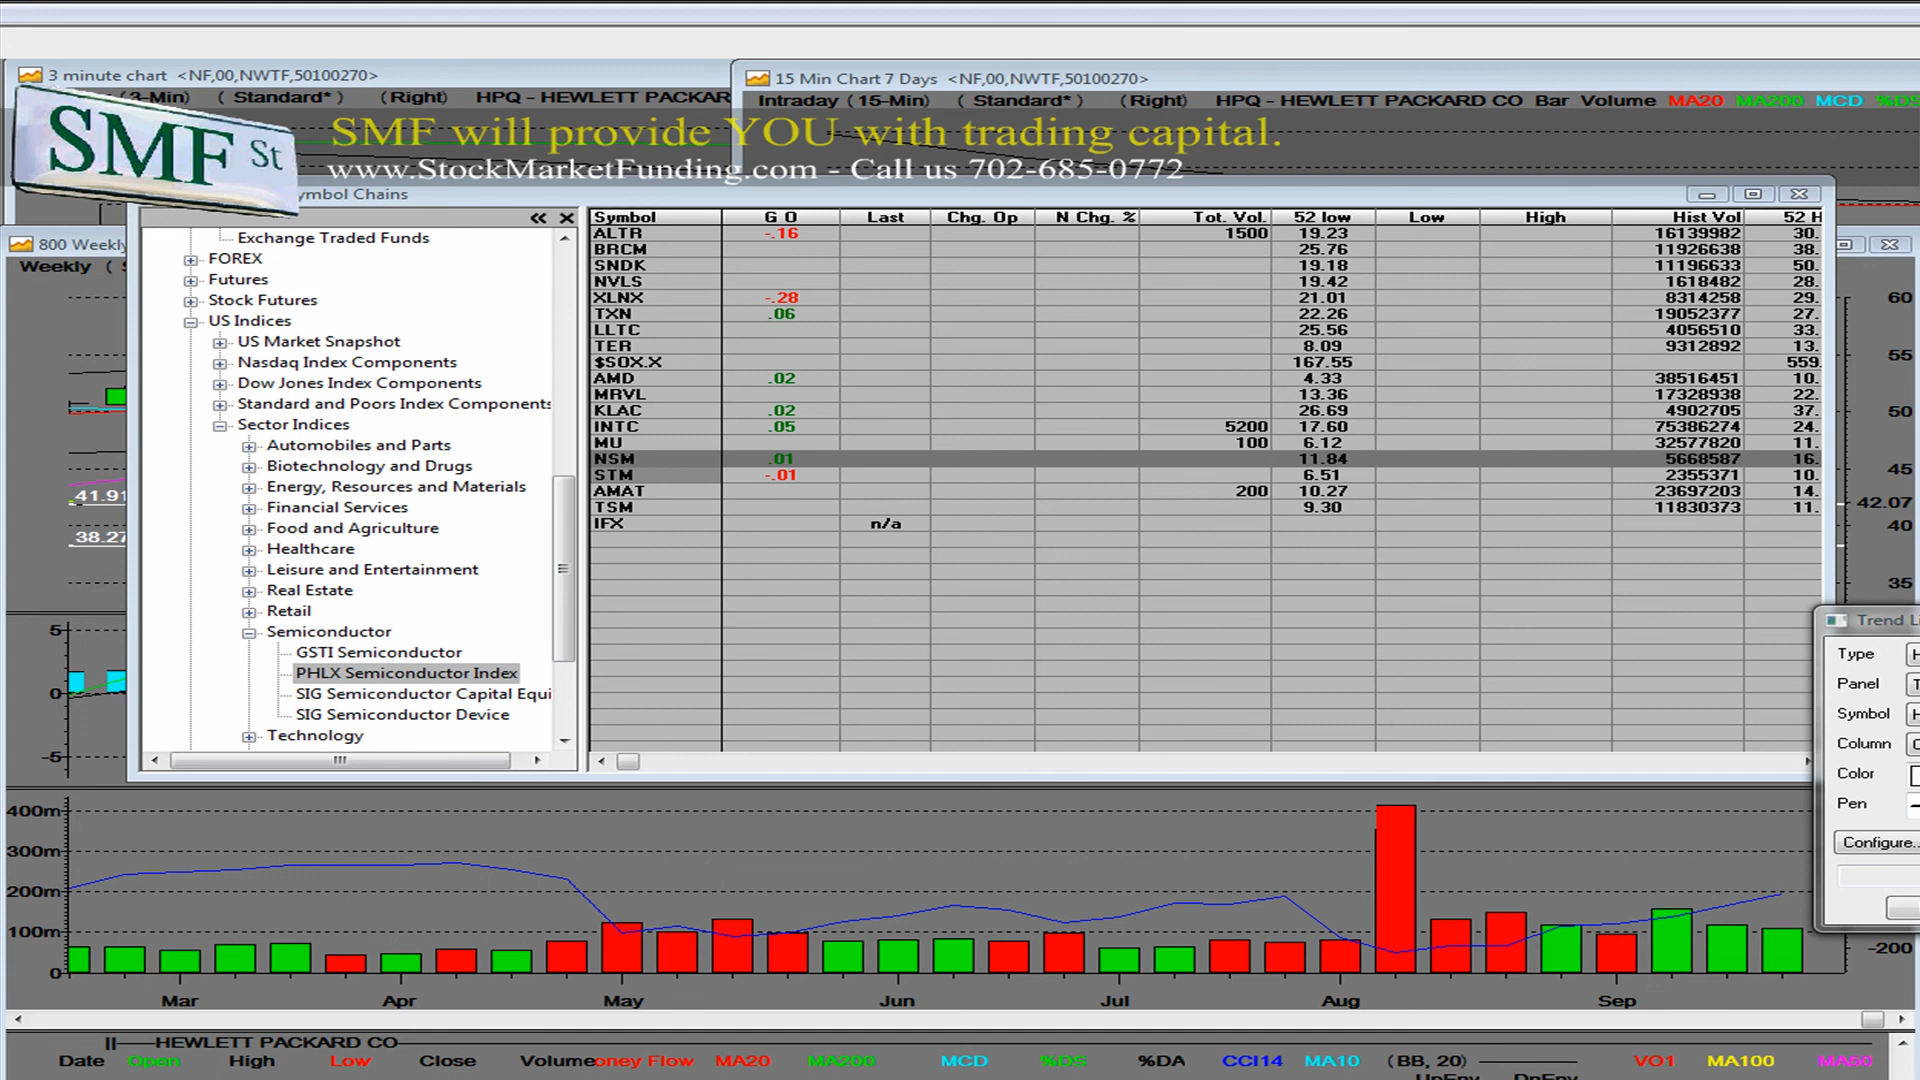 3 minute chart <NF,00,NWTF,50100270>
15 Min Chart 7 Days <NF,00,NWTF,50100270>
(3-Min) ( Standard* ) (Right) HPQ - HEWLETT PACKAR
Intraday ( 15-Min) ( Standard* ) (Right) HPQ - HEWLETT PACKARD CO Bar Volume MA20 MA200 MCD %DS
SMF St
SMF will provide YOU with trading capital.
www.StockMarketFunding.com - Call us 702-685-0772
ymbol Chains
800 Weekly
Weekly (
41.91
38.27
5
0
-5
Exchange Traded Funds
FOREX
Futures
Stock Futures
US Indices
US Market Snapshot
Nasdaq Index Components
Dow Jones Index Components
Standard and Poors Index Components
Sector Indices
Automobiles and Parts
Biotechnology and Drugs
Energy, Resources and Materials
Financial Services
Food and Agriculture
Healthcare
Leisure and Entertainment
Real Estate
Retail
Semiconductor
GSTI Semiconductor
PHLX Semiconductor Index
SIG Semiconductor Capital Equi
SIG Semiconductor Device
Technology
Symbol G O Last Chg. Op N Chg. % Tot. Vol. 52 low Low High Hist Vol 52 H
ALTR -.16 1500 19.23 16139982 30.
BRCM 25.76 11926638 38.
SNDK 19.18 11196633 50.
NVLS 19.42 1618482 28.
XLNX -.28 21.01 8314258 29.
TXN .06 22.26 19052377 27.
LLTC 25.56 4056510 33.
TER 8.09 9312892 13.
$SOX.X 167.55 559.
AMD .02 4.33 38516451 10.
MRVL 13.36 17328938 22.
KLAC .02 26.69 4902705 37.
INTC .05 5200 17.60 75386274 24.
MU 100 6.12 32577820 11.
NSM .01 11.84 5668587 16.
STM -.01 6.51 2355371 10.
AMAT 200 10.27 23697203 14.
TSM 9.30 11830373 11.
IFX n/a
60
55
50
45
42.07
40
35
Trend Li
Type H
Panel T
Symbol H
Column
Color
Pen
Configure..
-200
400m
300m
200m
100m
0
Mar Apr May Jun Jul Aug Sep
HEWLETT PACKARD CO
Date Open High Low Close Volume oney Flow MA20 MA200 MCD %DS %DA CCI14 MA10 (BB, 20) VO1 MA100 MA50
UpEnv DnEnv